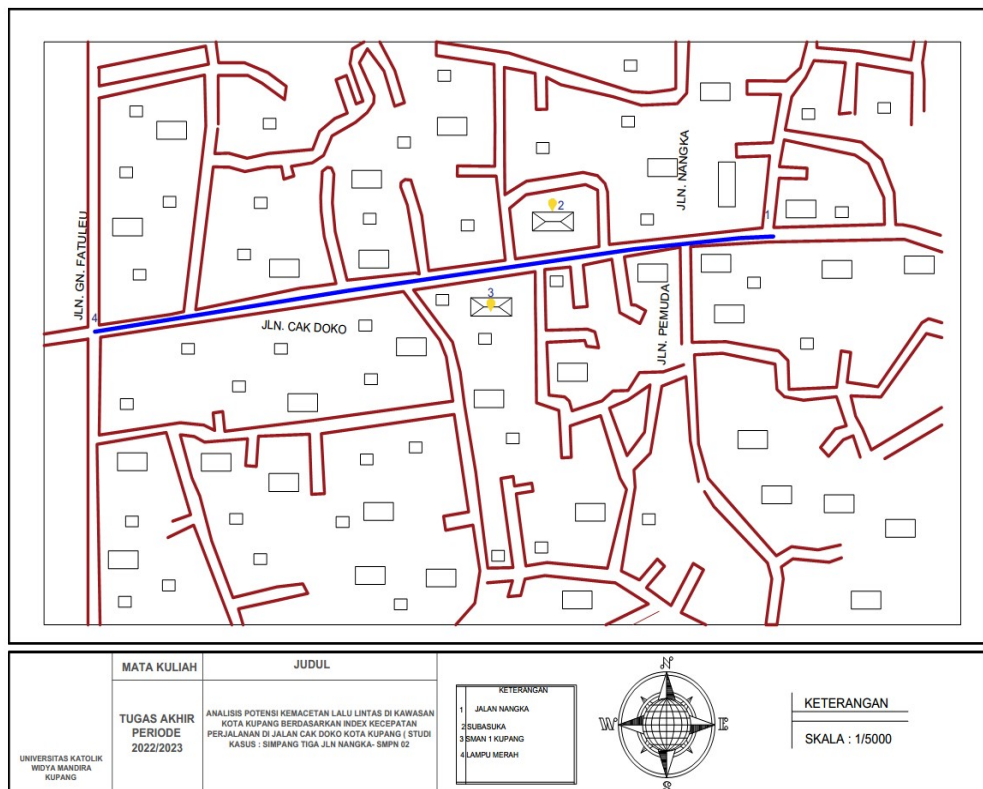 JLN. GN. FATULEU
JLN. NANGKA
1
2
3
4
JLN. CAK DOKO
JLN. PEMUDA
UNIVERSITAS KATOLIK
WIDYA MANDIRA
KUPANG
MATA KULIAH
TUGAS AKHIR
PERIODE
2022/2023
JUDUL
ANALISIS POTENSI KEMACETAN LALU LINTAS DI KAWASAN
KOTA KUPANG BERDASARKAN INDEX KECEPATAN
PERJALANAN DI JALAN CAK DOKO KOTA KUPANG ( STUDI
KASUS : SIMPANG TIGA JLN NANGKA- SMPN 02
KETERANGAN
1 JALAN NANGKA
2 SUBASUKA
3 SMAN 1 KUPANG
4 LAMPU MERAH
N
W E
S
KETERANGAN
SKALA : 1/5000